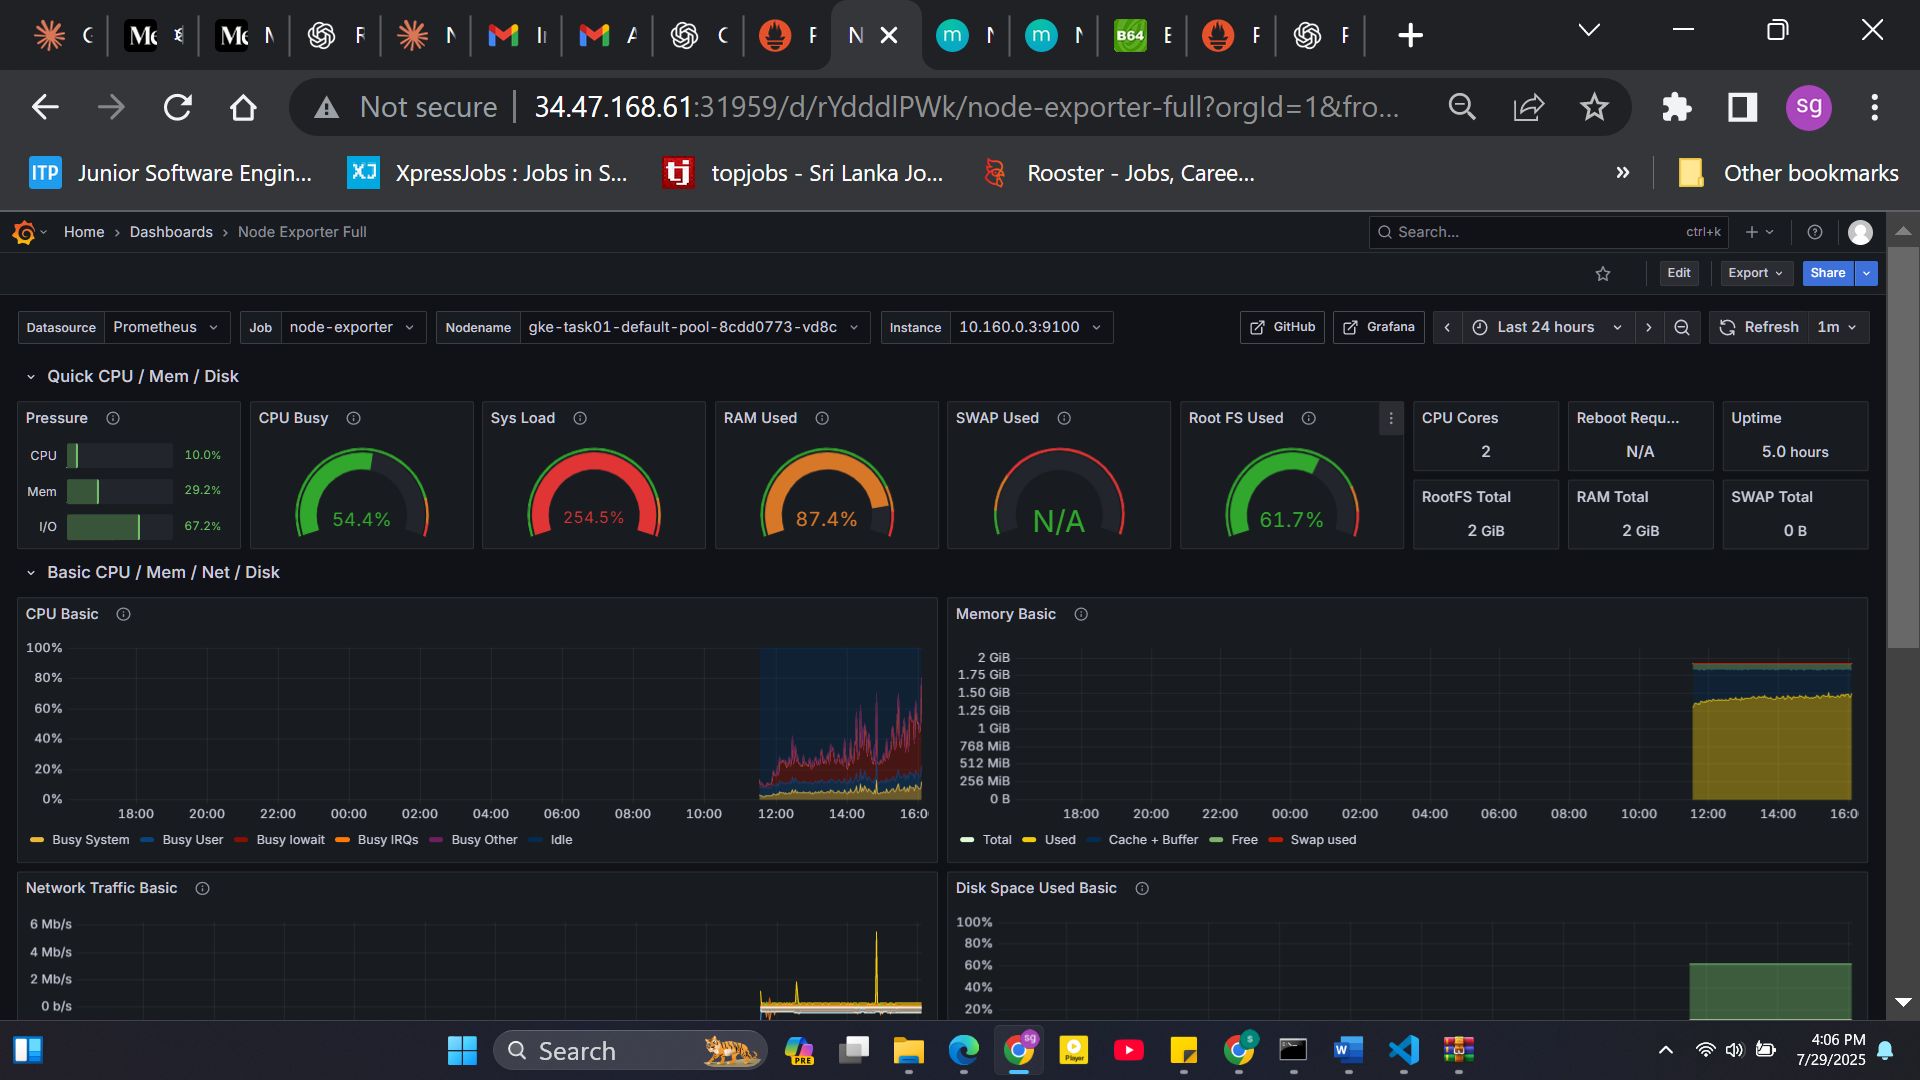 Not secure
34.47.168.61:31959/d/rYdddlPWk/node-exporter-full?orgId=1&fro...
sg
ITP Junior Software Engin...
XJ XpressJobs : Jobs in S...
tj topjobs - Sri Lanka Jo...
Rooster - Jobs, Caree...
»
Other bookmarks
Home › Dashboards › Node Exporter Full
Search... ctrl+k
Edit Export Share
Datasource Prometheus
Job node-exporter
Nodename gke-task01-default-pool-8cdd0773-vd8c
Instance 10.160.0.3:9100
GitHub
Grafana
Last 24 hours
Refresh 1m
Quick CPU / Mem / Disk
Pressure
CPU 10.0%
Mem 29.2%
I/O 67.2%
CPU Busy
54.4%
Sys Load
254.5%
RAM Used
87.4%
SWAP Used
N/A
Root FS Used
61.7%
CPU Cores
2
Reboot Requ...
N/A
Uptime
5.0 hours
RootFS Total
2 GiB
RAM Total
2 GiB
SWAP Total
0 B
Basic CPU / Mem / Net / Disk
CPU Basic
100%
80%
60%
40%
20%
0%
18:00 20:00 22:00 00:00 02:00 04:00 06:00 08:00 10:00 12:00 14:00 16:0
Busy System Busy User Busy Iowait Busy IRQs Busy Other Idle
Memory Basic
2 GiB
1.75 GiB
1.50 GiB
1.25 GiB
1 GiB
768 MiB
512 MiB
256 MiB
0 B
18:00 20:00 22:00 00:00 02:00 04:00 06:00 08:00 10:00 12:00 14:00 16:0
Total Used Cache + Buffer Free Swap used
Network Traffic Basic
6 Mb/s
4 Mb/s
2 Mb/s
0 b/s
Disk Space Used Basic
100%
80%
60%
40%
20%
Search
PRE
sg
Player
4:06 PM
7/29/2025